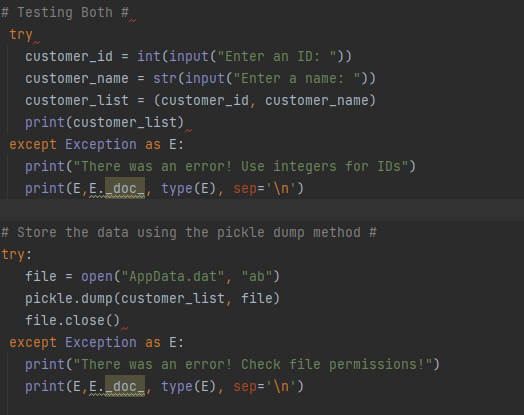 # Testing Both #
try
customer_id = int(input("Enter an ID: "))
customer_name = str(input("Enter a name: "))
customer_list = (customer_id, customer_name)
print(customer_list)
except Exception as E:
print("There was an error! Use integers for IDs")
print(E,E._doc_, type(E), sep='\n')
# Store the data using the pickle dump method #
try:
file = open("AppData.dat", "ab")
pickle.dump(customer_list, file)
file.close()
except Exception as E:
print("There was an error! Check file permissions!")
print(E,E._doc_, type(E), sep='\n')